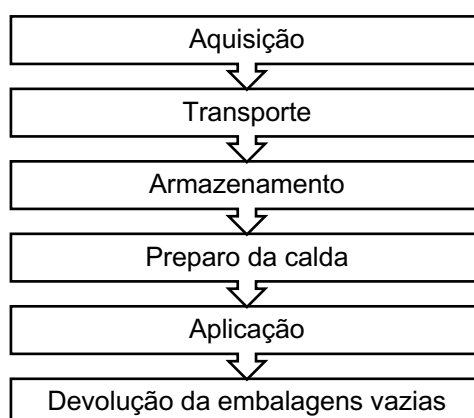 Aquisição
Transporte
Armazenamento
Preparo da calda
Aplicação
Devolução da embalagens vazias